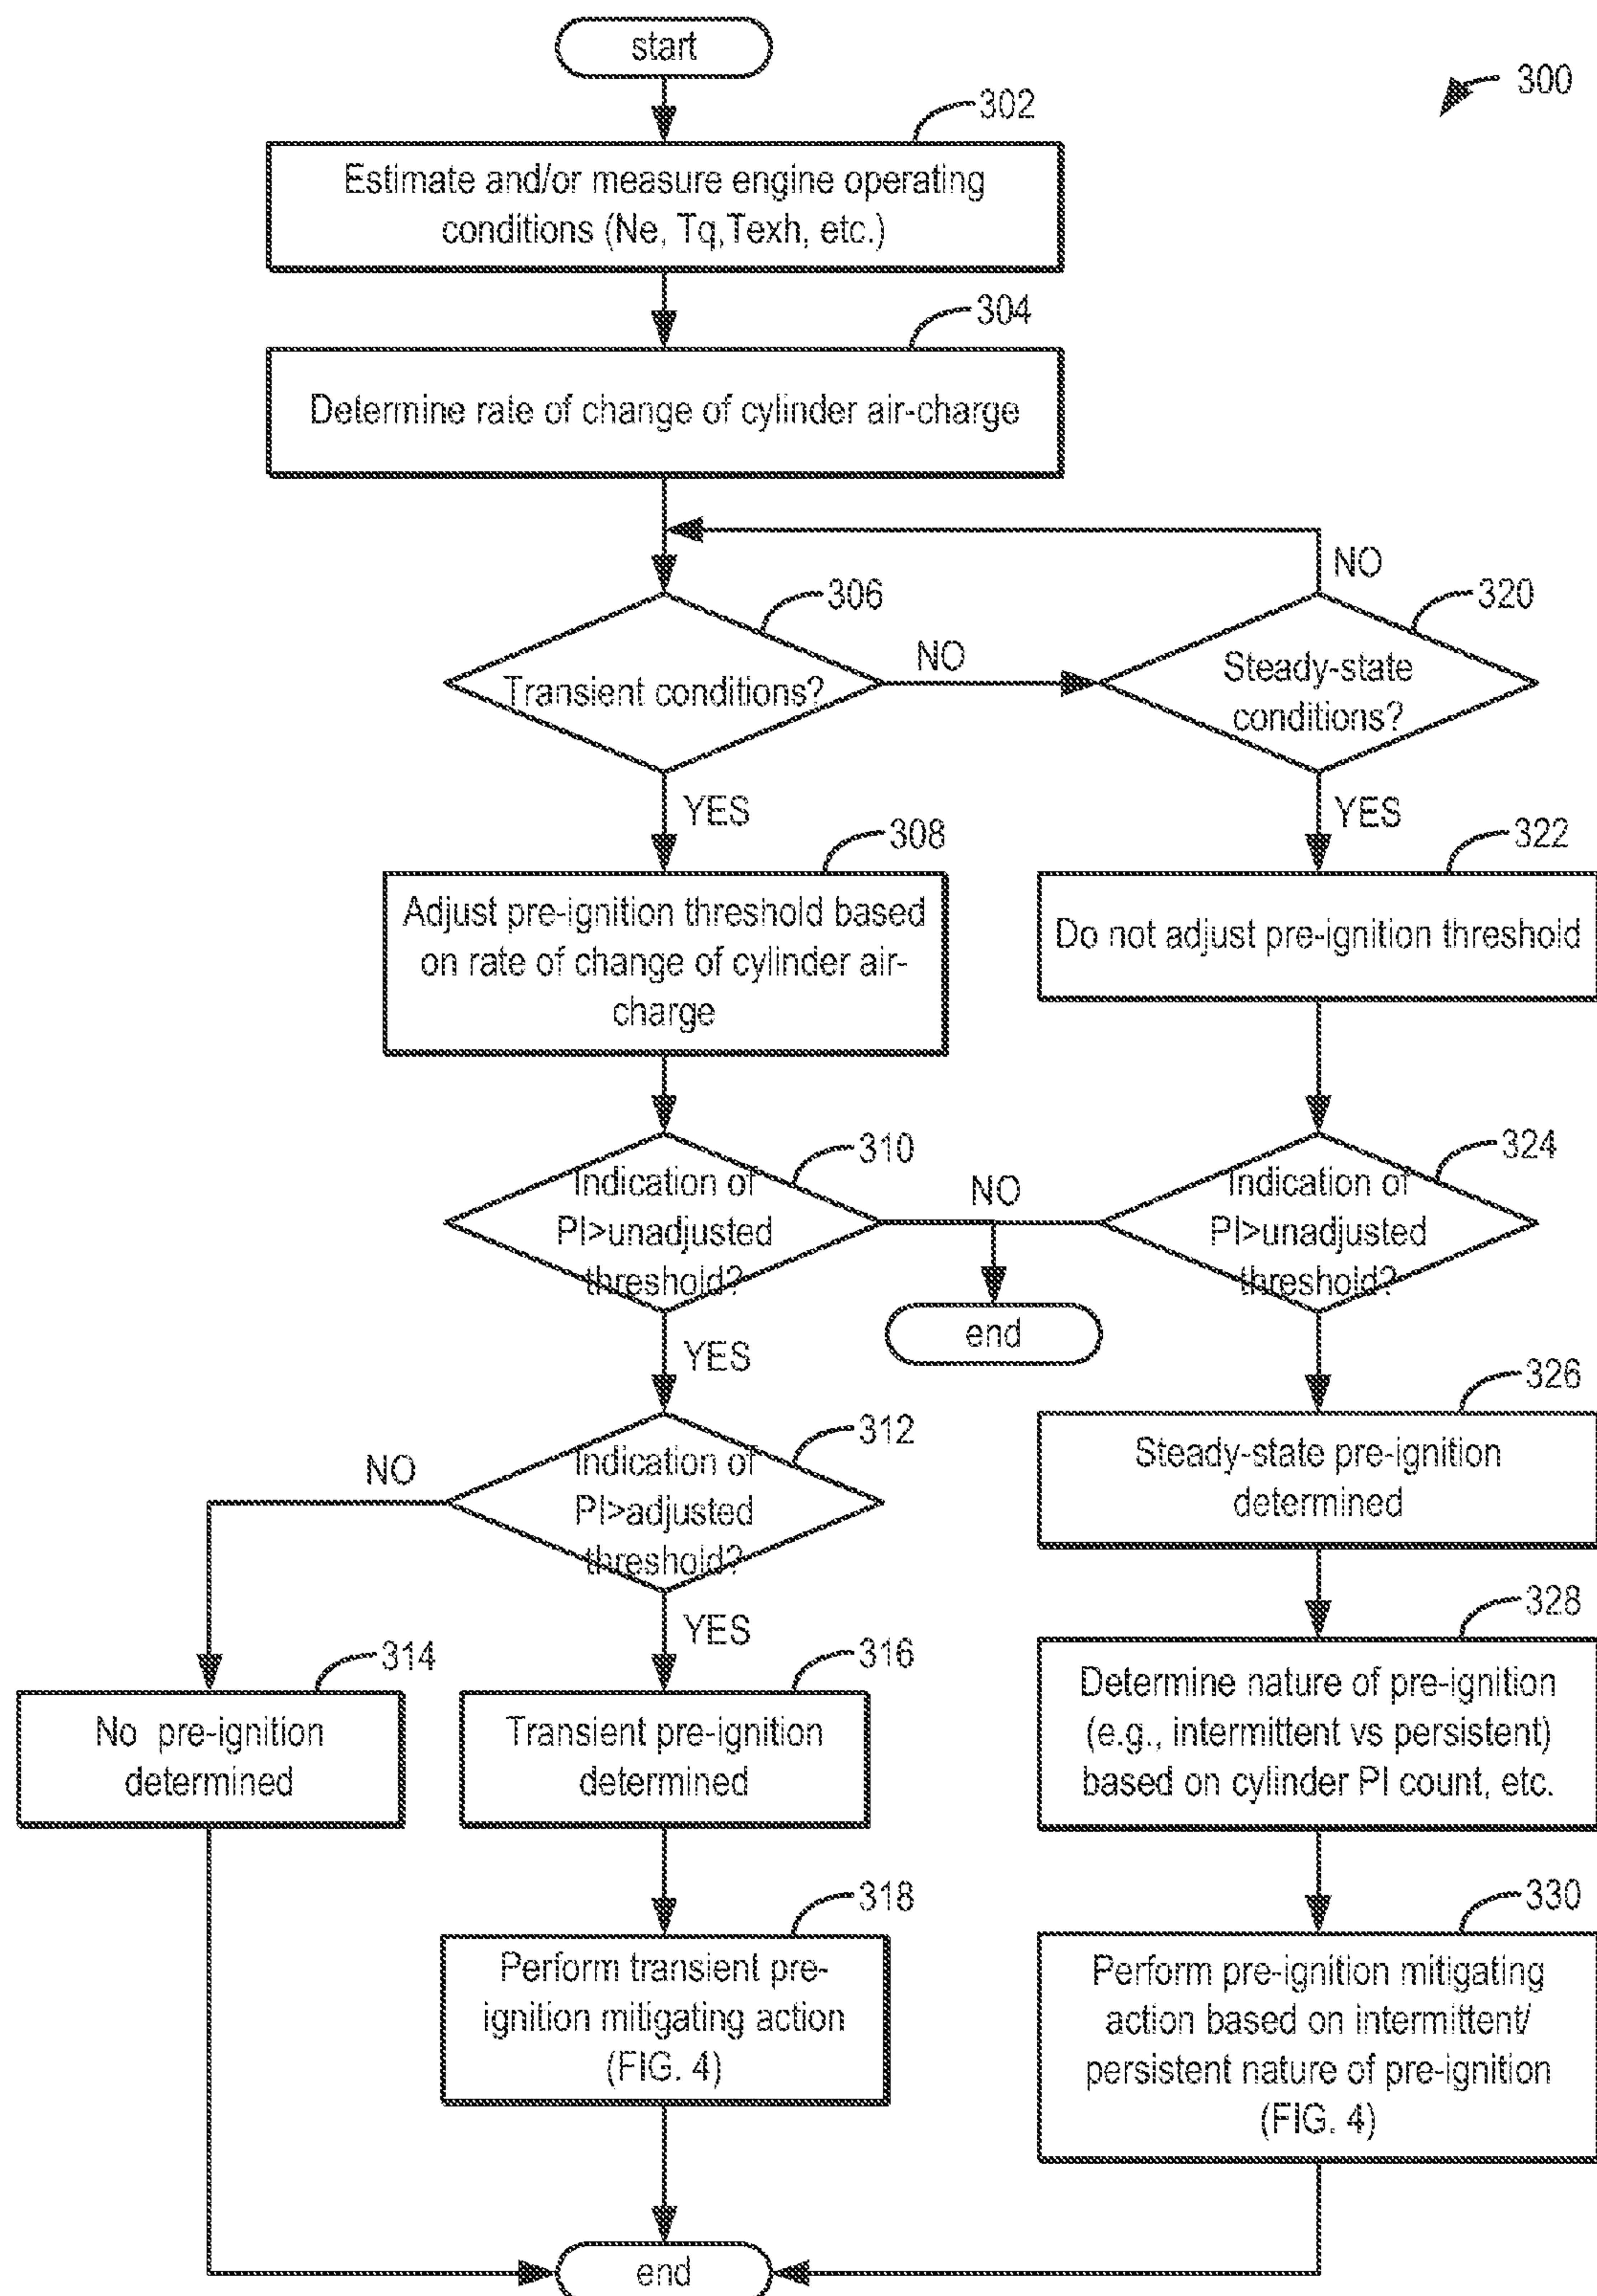 start
300
302
Estimate and/or measure engine operating
conditions (Ne, Tq,Texh, etc.)
304
Determine rate of change of cylinder air-charge
306
Transient conditions?
NO
320
Steady-state
conditions?
NO
YES
308
Adjust pre-ignition threshold based
on rate of change of cylinder air-
charge
YES
322
Do not adjust pre-ignition threshold
310
Indication of
PI>unadjusted
threshold?
NO
end
324
Indication of
PI>unadjusted
threshold?
YES
312
Indication of
PI>adjusted
threshold?
NO
YES
326
Steady-state pre-ignition
determined
314
No pre-ignition
determined
316
Transient pre-ignition
determined
328
Determine nature of pre-ignition
(e.g., intermittent vs persistent)
based on cylinder PI count, etc.
318
Perform transient pre-
ignition mitigating action
(FIG. 4)
330
Perform pre-ignition mitigating
action based on intermittent/
persistent nature of pre-ignition
(FIG. 4)
end